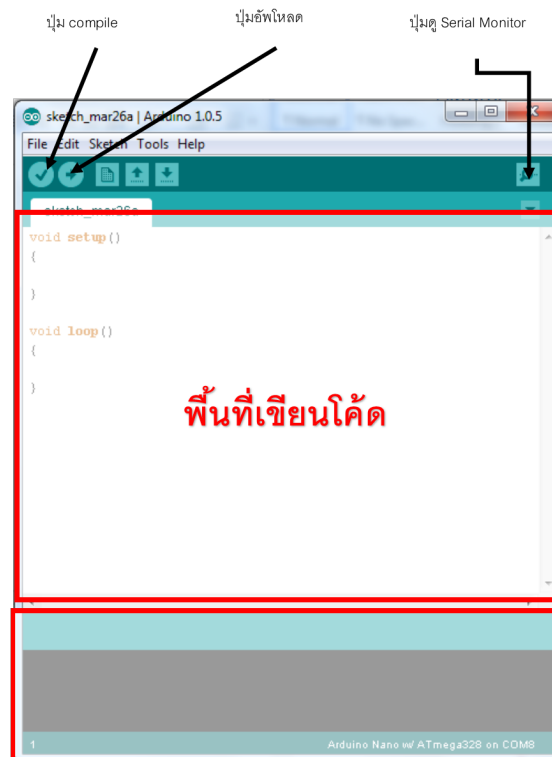 ปุ่ม compile
ปุ่มอัพโหลด
ปุ่มดู Serial Monitor
sketch_mar26a | Arduino 1.0.5
File Edit Sketch Tools Help
sketch_mar26a
void setup()
{
}
void loop()
{
}
พื้นที่เขียนโค้ด
1
Arduino Nano w/ ATmega328 on COM8